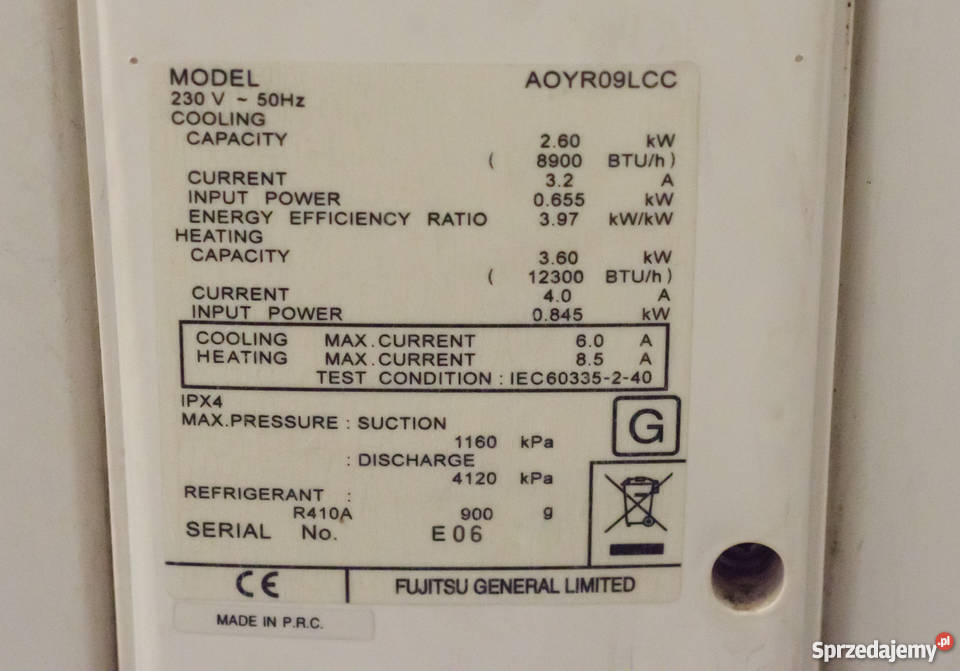 MODEL AOYR09LCC
230 V ~ 50Hz
COOLING
CAPACITY 2.60 kW
( 8900 BTU/h )
CURRENT 3.2 A
INPUT POWER 0.655 kW
ENERGY EFFICIENCY RATIO 3.97 kW/kW
HEATING
CAPACITY 3.60 kW
( 12300 BTU/h )
CURRENT 4.0 A
INPUT POWER 0.845 kW
COOLING MAX.CURRENT 6.0 A
HEATING MAX.CURRENT 8.5 A
TEST CONDITION : IEC60335-2-40
IPX4
G
MAX.PRESSURE : SUCTION
1160 kPa
: DISCHARGE
4120 kPa
REFRIGERANT :
R410A 900 g
SERIAL No. E06
CE FUJITSU GENERAL LIMITED
MADE IN P.R.C.
Sprzedajemy.pl